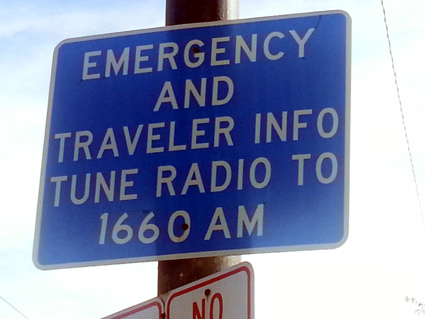 EMERGENCY
AND
TRAVELER INFO
TUNE RADIO TO
1660 AM
NO